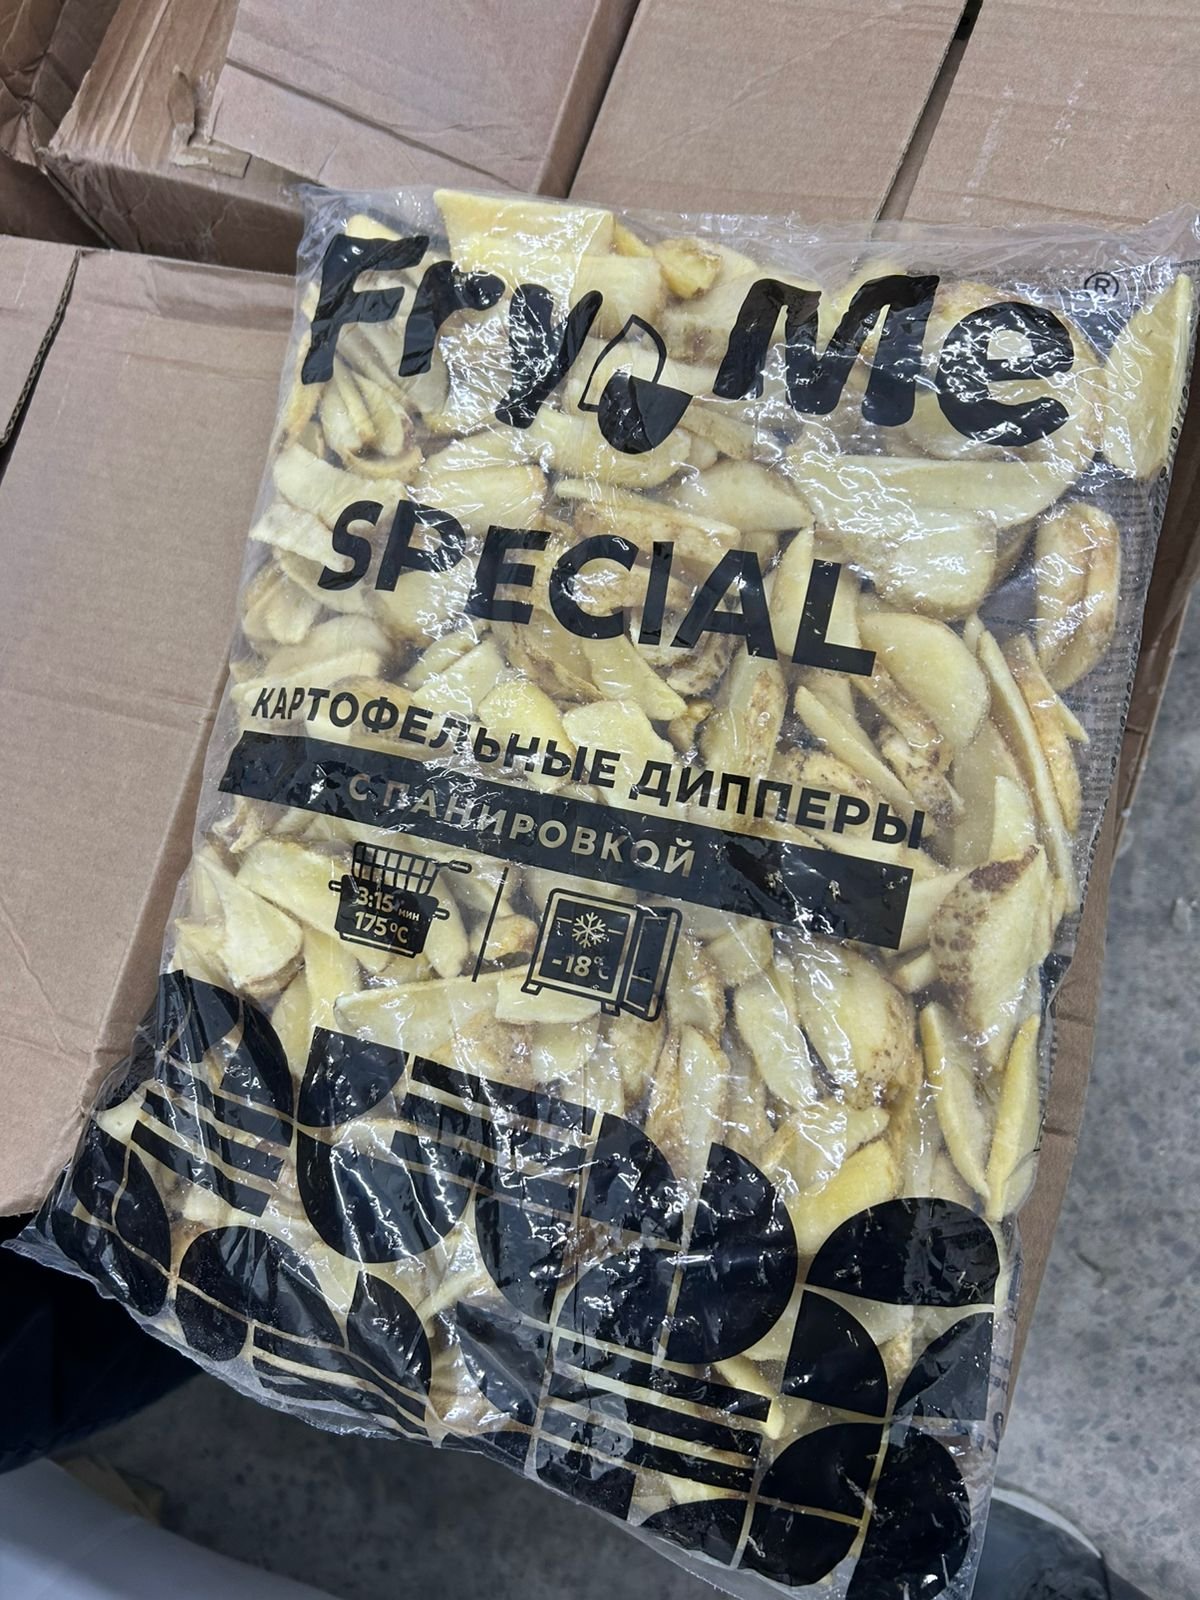 Fry Me ®
SPECIAL
КАРТОФЕЛЬНЫЕ ДИППЕРЫ
С ПАНИРОВКОЙ
3:15 мин
175°C
-18°C